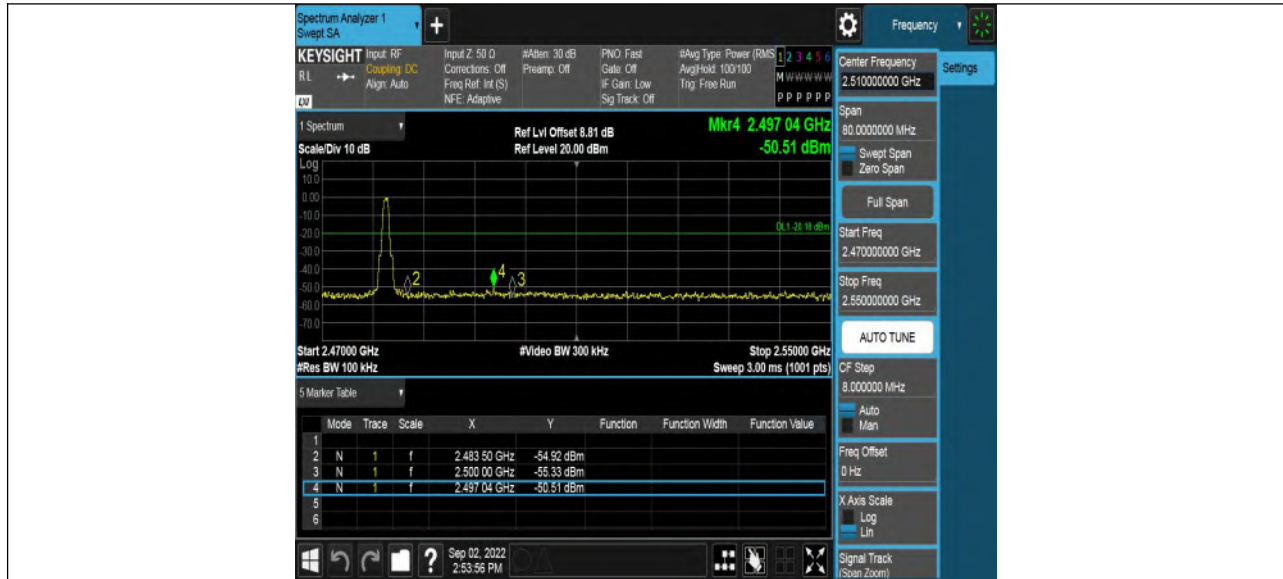 Spectrum Analyzer 1
Swept SA
+
Frequency
KEYSIGHT Input: RF Input Z: 50 Ω #Atten: 30 dB PNO: Fast #Avg Type: Power (RMS 1 2 3 4 5 6
RL Coupling: DC Corrections: Off Preamp: Off Gate: Off Avg|Hold: 100/100 M W W W W W
Align: Auto Freq Ref: Int (S) IF Gain: Low Trig: Free Run
LXI NFE: Adaptive Sig Track: Off P P P P P P
1 Spectrum
Ref Lvl Offset 8.81 dB Mkr4 2.497 04 GHz
Scale/Div 10 dB Ref Level 20.00 dBm -50.51 dBm
Log
10.0
0.00
-10.0
-20.0
DL1 -20.18 dBm
-30.0
-40.0
-50.0
-60.0
-70.0
2
4
3
Start 2.47000 GHz #Video BW 300 kHz Stop 2.55000 GHz
#Res BW 100 kHz Sweep 3.00 ms (1001 pts)
5 Marker Table
Mode Trace Scale X Y Function Function Width Function Value
1
2 N 1 f 2.483 50 GHz -54.92 dBm
3 N 1 f 2.500 00 GHz -55.33 dBm
4 N 1 f 2.497 04 GHz -50.51 dBm
5
6
? Sep 02, 2022
2:53:56 PM
Center Frequency
2.510000000 GHz
Settings
Span
80.0000000 MHz
Swept Span
Zero Span
Full Span
Start Freq
2.470000000 GHz
Stop Freq
2.550000000 GHz
AUTO TUNE
CF Step
8.000000 MHz
Auto
Man
Freq Offset
0 Hz
X Axis Scale
Log
Lin
Signal Track
(Span Zoom)